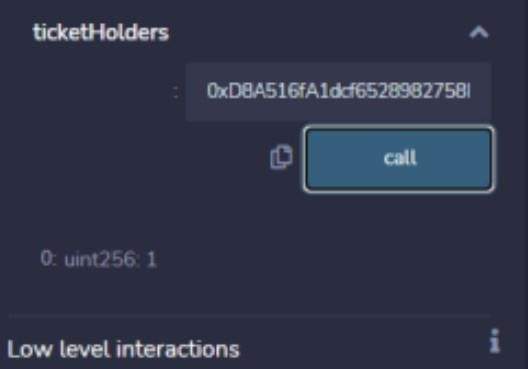 ticketHolders
: 0xD8A516fA1dcf6528982758
call
0: uint256: 1
Low level interactions
i